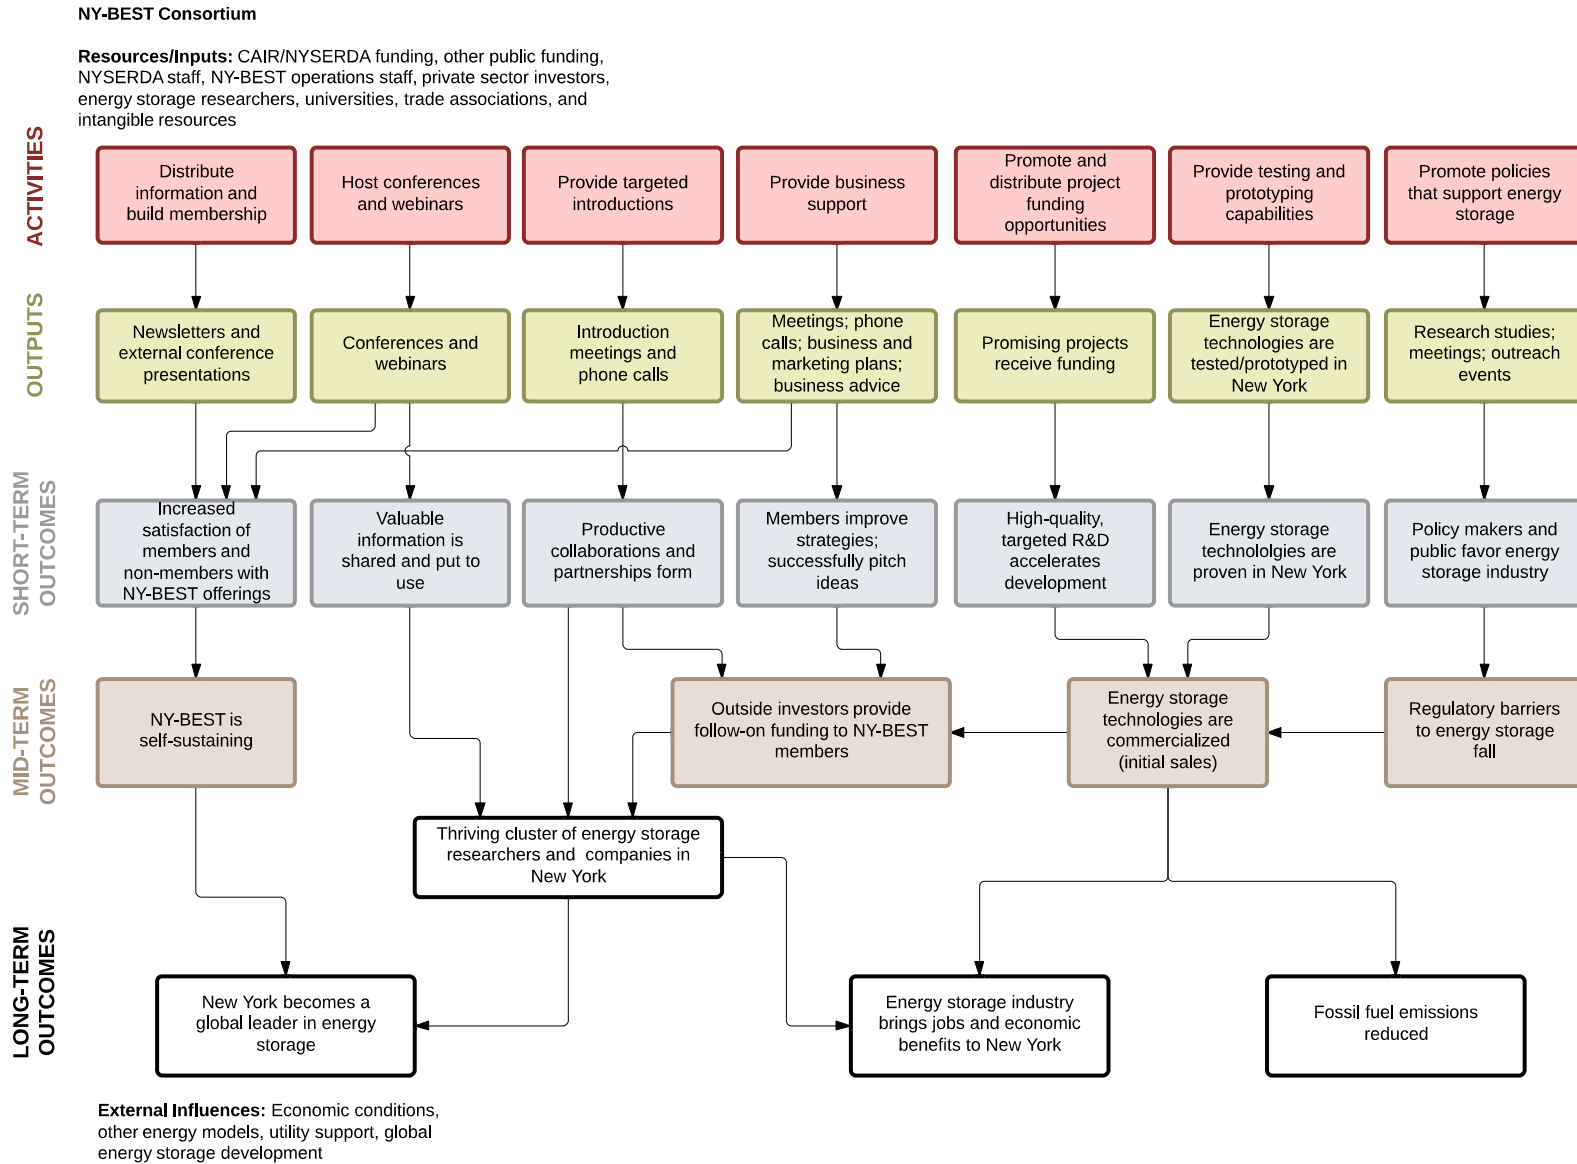 NY-BEST Consortium
Resources/Inputs: CAIR/NYSERDA funding, other public funding,
NYSERDA staff, NY-BEST operations staff, private sector investors,
energy storage researchers, universities, trade associations, and
intangible resources
ACTIVITIES
Distribute
information and
build membership
Host conferences
and webinars
Provide targeted
introductions
Provide business
support
Promote and
distribute project
funding
opportunities
Provide testing and
prototyping
capabilities
Promote policies
that support energy
storage
OUTPUTS
Newsletters and
external conference
presentations
Conferences and
webinars
Introduction
meetings and
phone calls
Meetings; phone
calls; business and
marketing plans;
business advice
Promising projects
receive funding
Energy storage
technologies are
tested/prototyped in
New York
Research studies;
meetings; outreach
events
SHORT-TERM
OUTCOMES
Increased
satisfaction of
members and
non-members with
NY-BEST offerings
Valuable
information is
shared and put to
use
Productive
collaborations and
partnerships form
Members improve
strategies;
successfully pitch
ideas
High-quality,
targeted R&D
accelerates
development
Energy storage
technololgies are
proven in New York
Policy makers and
public favor energy
storage industry
MID-TERM
OUTCOMES
NY-BEST is
self-sustaining
Outside investors provide
follow-on funding to NY-BEST
members
Energy storage
technologies are
commercialized
(initial sales)
Regulatory barriers
to energy storage
fall
Thriving cluster of energy storage
researchers and companies in
New York
LONG-TERM
OUTCOMES
New York becomes a
global leader in energy
storage
Energy storage industry
brings jobs and economic
benefits to New York
Fossil fuel emissions
reduced
External Influences: Economic conditions,
other energy models, utility support, global
energy storage development